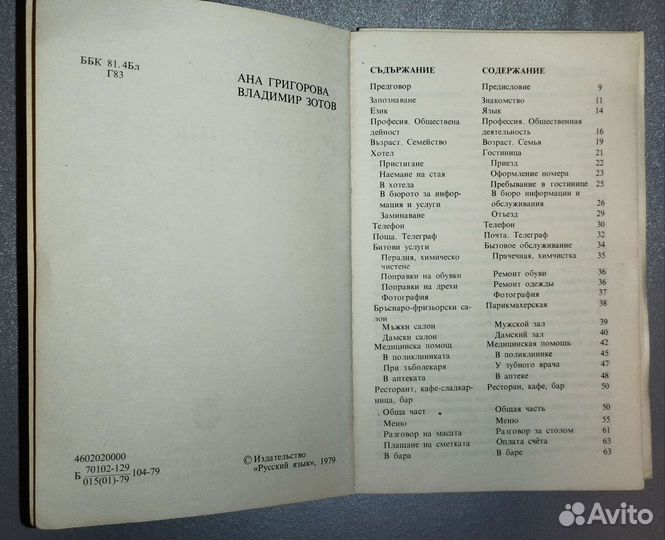 ББК 81.4Бл
Г83
АНА ГРИГОРОВА
ВЛАДИМИР ЗОТОВ
4602020000
Б 70102-129 104-79
015(01)-79
© Издательство
«Русский язык», 1979
СЪДЪРЖАНИЕ СОДЕРЖАНИЕ
Предговор Предисловие 9
Запознаване Знакомство 11
Език Язык 14
Професия. Обществена Профессия. Общественная
дейност деятельность 16
Възраст. Семейство Возраст. Семья 19
Хотел Гостиница 21
Пристигане Приезд 22
Наемане на стая Оформление номера 23
В хотела Пребывание в гостинице 25
В бюрото за инфор- В бюро информации и
мация и услуги обслуживания 26
Заминаване Отъезд 29
Телефон Телефон 30
Поща. Телеграф Почта. Телеграф 32
Битови услуги Бытовое обслуживание 34
Перадня, химическо Прачечная, химчистка 35
чистене
Поправки на обувки Ремонт обуви 36
Поправки на дрехи Ремонт одежды 36
Фотография Фотография 37
Бръснаро-фризьорски са- Парикмахерская 38
лон
Мъжки салон Мужской зал 39
Дамски салон Дамский зал 40
Медицинска помощ Медицинская помощь 42
В поликлиниката В поликлинике 45
При зъболекаря У зубного врача 47
В аптеката В аптеке 48
Ресторант, кафе-сладкар- Ресторан, кафе, бар 50
ница, бар
Обща част Общая часть 50
Меню Меню 55
Разговор на масата Разговор за столом 61
Плащане на сметката Оплата счёта 63
В бара В баре 63
Avito